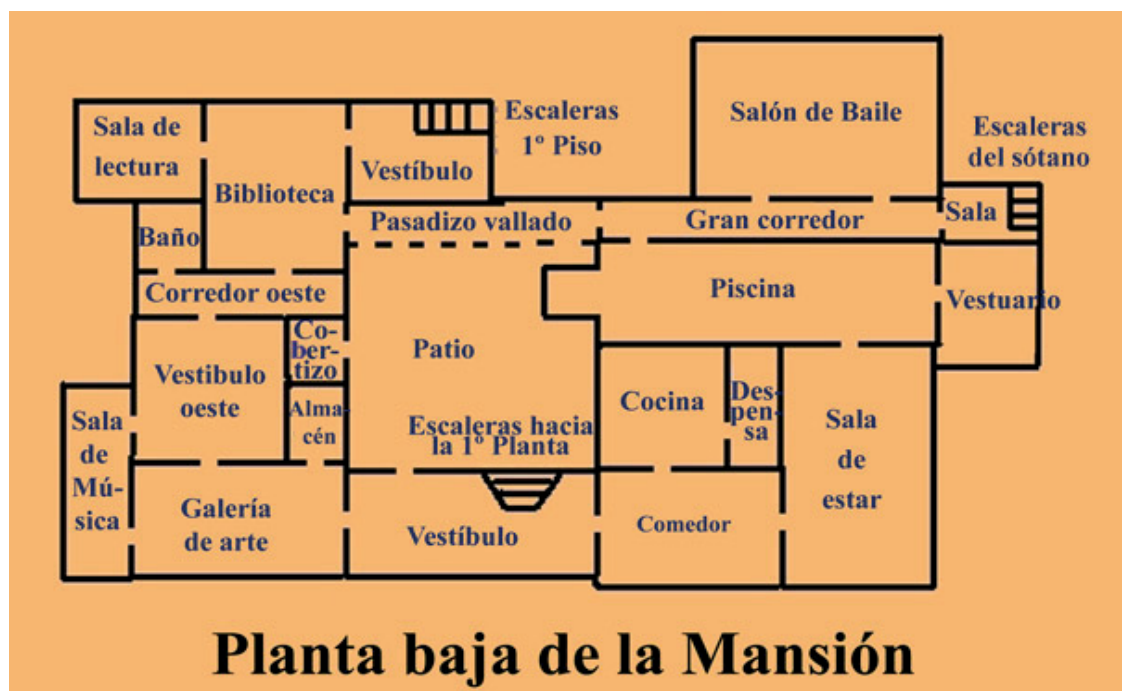 Escaleras
1º Piso
Salón de Baile
Escaleras
del sótano
Sala de
lectura
Biblioteca
Vestíbulo
Baño
Pasadizo vallado
Gran corredor
Sala
Corredor oeste
Piscina
Vestuario
Co-
ber-
tizo
Patio
Vestibulo
oeste
Alma-
cén
Escaleras hacia
la 1º Planta
Cocina
Des-
pen-
sa
Sala
de
Mú-
sica
Sala
de
estar
Galería
de arte
Vestíbulo
Comedor
Planta baja de la Mansión